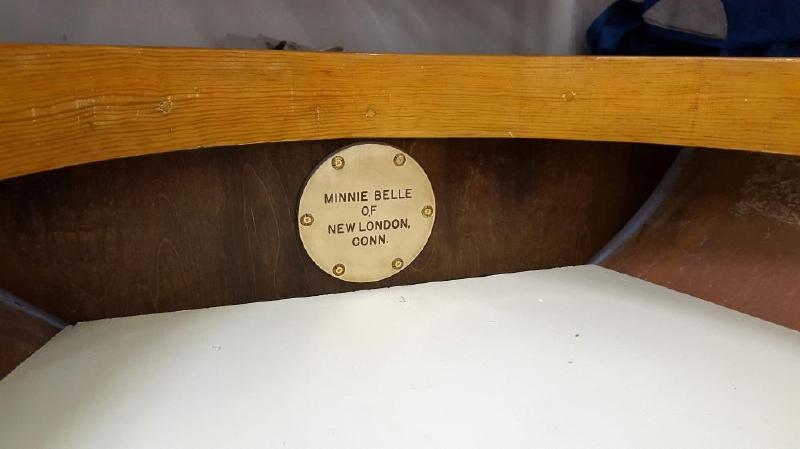 MINNIE BELLE
OF
NEW LONDON,
CONN.